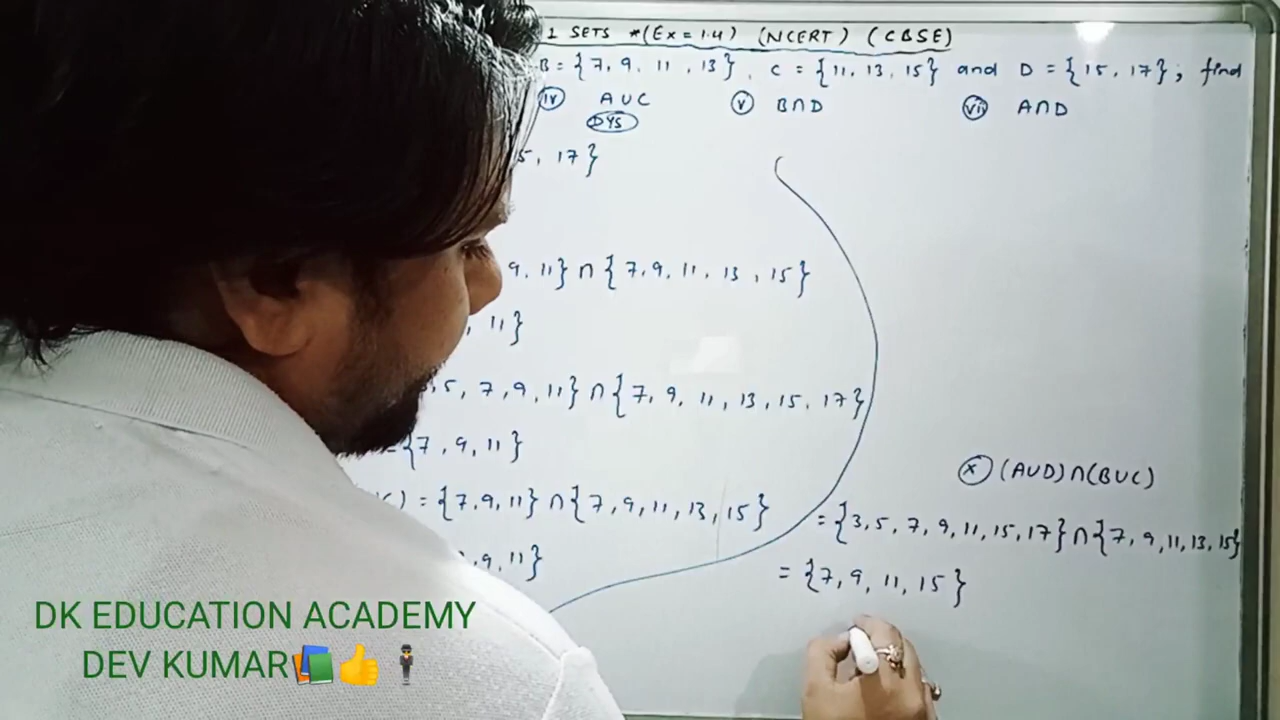 1 SETS *(Ex = 1.4) (NCERT) (CBSE)
B = {7, 9, 11, 13}, C = {11, 13, 15} and D = {15, 17}; find
(iv) A∪C (v) B∩D (vii) A∩D
DYS
5, 17}
9, 11} ∩ {7, 9, 11, 13, 15}
, 11}
3, 5, 7, 9, 11} ∩ {7, 9, 11, 13, 15, 17}
= {7, 9, 11}
) = {7, 9, 11} ∩ {7, 9, 11, 13, 15}
, 9, 11}
(x) (A∪D)∩(B∪C)
= {3, 5, 7, 9, 11, 15, 17} ∩ {7, 9, 11, 13, 15}
= {7, 9, 11, 15}
DK EDUCATION ACADEMY
DEV KUMAR📚👍🕴